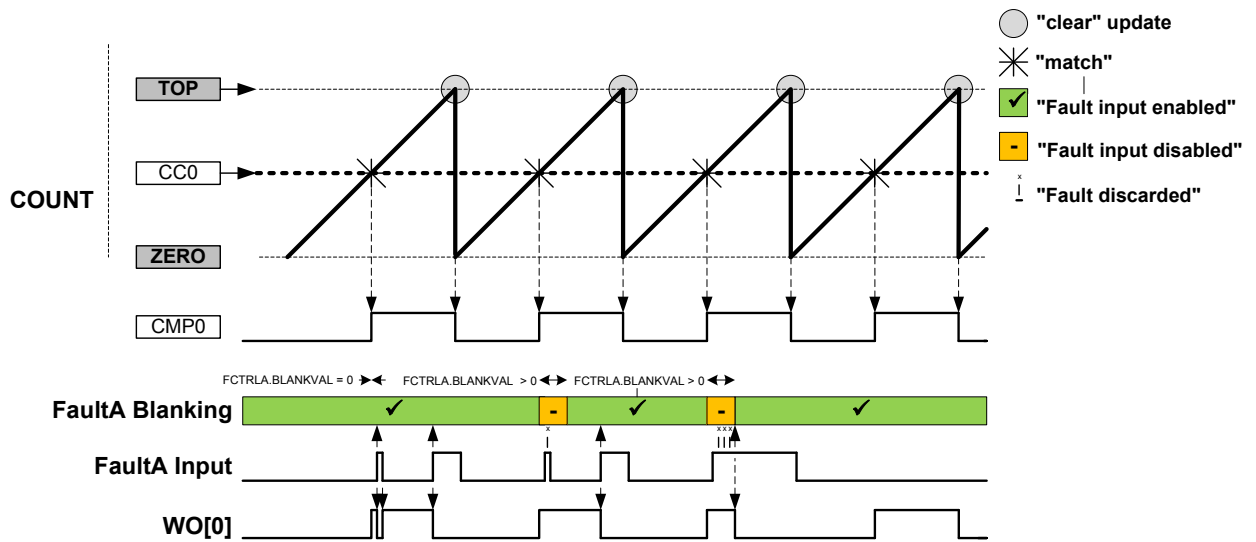 "clear" update
"match"
"Fault input enabled"
- "Fault input disabled"
x
"Fault discarded"
TOP
CC0
COUNT
ZERO
CMP0
FCTRLA.BLANKVAL = 0
FCTRLA.BLANKVAL > 0
FCTRLA.BLANKVAL > 0
FaultA Blanking
- -
x xxx
FaultA Input
WO[0]